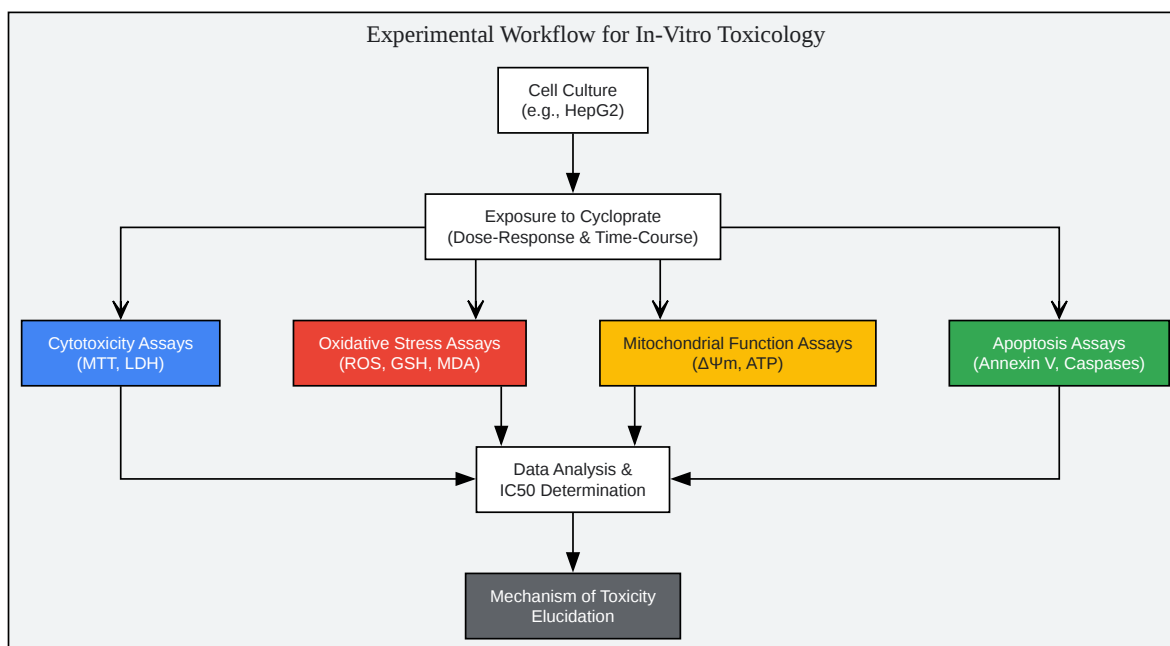 Experimental Workflow for In-Vitro Toxicology
Cell Culture
(e.g., HepG2)
Exposure to Cycloprate
(Dose-Response & Time-Course)
Cytotoxicity Assays
(MTT, LDH)
Oxidative Stress Assays
(ROS, GSH, MDA)
Mitochondrial Function Assays
(ΔΨm, ATP)
Apoptosis Assays
(Annexin V, Caspases)
Data Analysis &
IC50 Determination
Mechanism of Toxicity
Elucidation